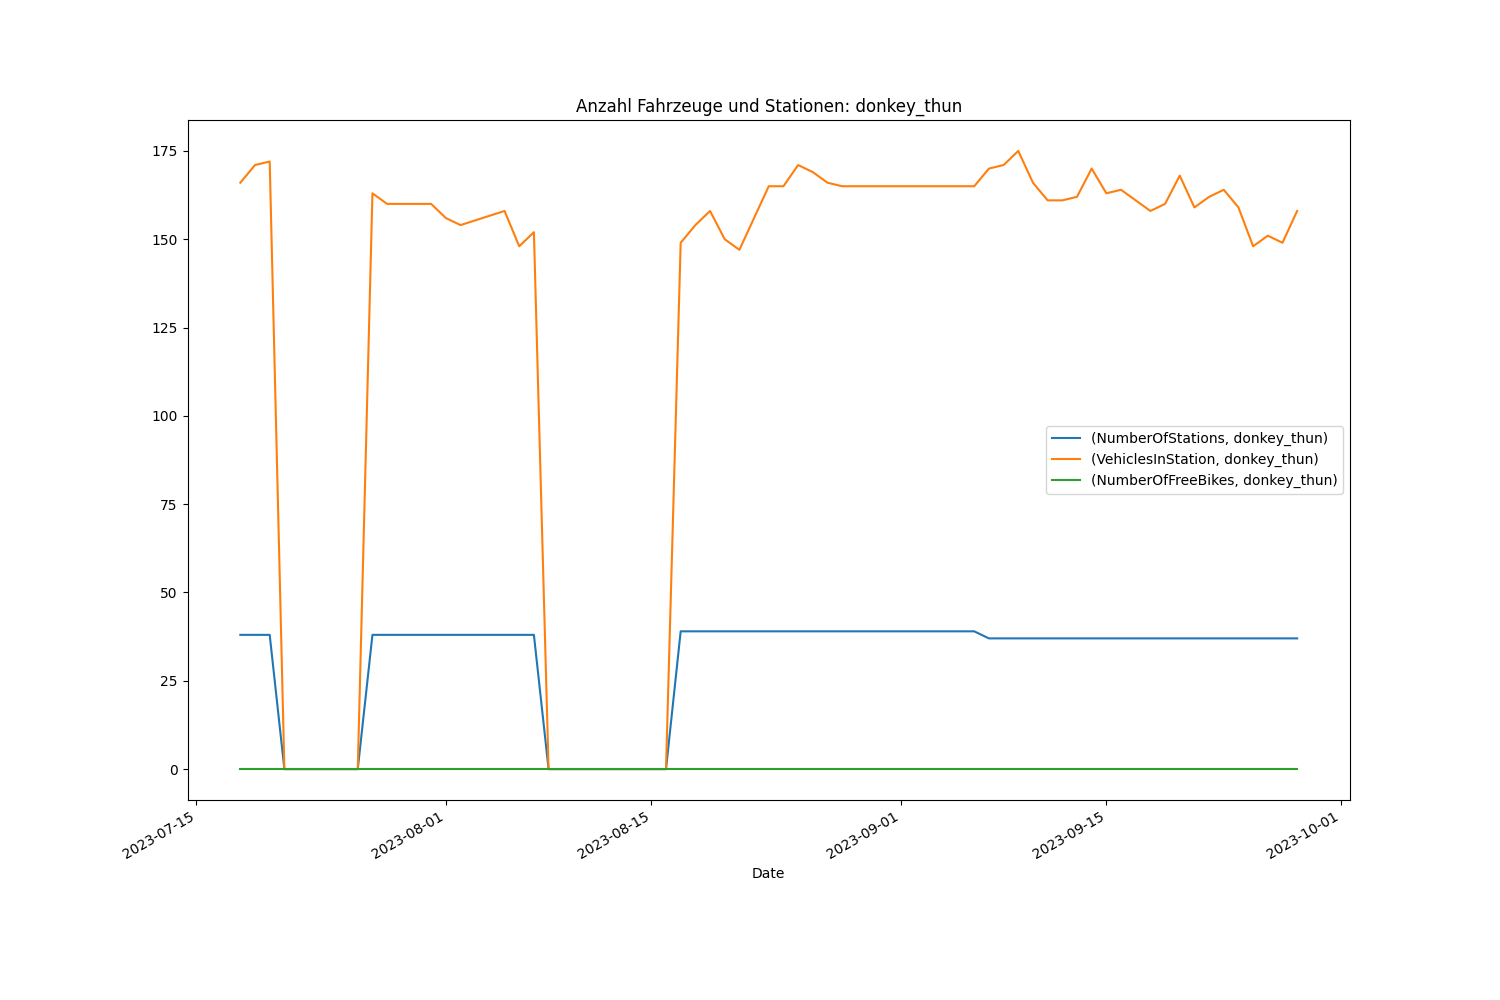 Anzahl Fahrzeuge und Stationen: donkey_thun
175
150
125
100
75
50
25
0
(NumberOfStations, donkey_thun)
(VehiclesInStation, donkey_thun)
(NumberOfFreeBikes, donkey_thun)
2023-07-15
2023-08-01
2023-08-15
2023-09-01
2023-09-15
2023-10-01
Date